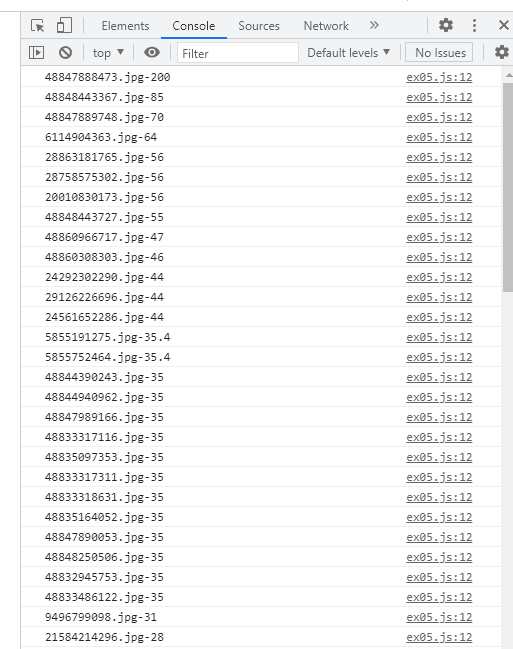 Elements Console Sources Network »
top ▼ Filter Default levels ▼ No Issues
48847888473.jpg-200 ex05.js:12
48848443367.jpg-85 ex05.js:12
48847889748.jpg-70 ex05.js:12
6114904363.jpg-64 ex05.js:12
28863181765.jpg-56 ex05.js:12
28758575302.jpg-56 ex05.js:12
20010830173.jpg-56 ex05.js:12
48848443727.jpg-55 ex05.js:12
48860966717.jpg-47 ex05.js:12
48860308303.jpg-46 ex05.js:12
24292302290.jpg-44 ex05.js:12
29126226696.jpg-44 ex05.js:12
24561652286.jpg-44 ex05.js:12
5855191275.jpg-35.4 ex05.js:12
5855752464.jpg-35.4 ex05.js:12
48844390243.jpg-35 ex05.js:12
48844940962.jpg-35 ex05.js:12
48847989166.jpg-35 ex05.js:12
48833317116.jpg-35 ex05.js:12
48835097353.jpg-35 ex05.js:12
48833317311.jpg-35 ex05.js:12
48833318631.jpg-35 ex05.js:12
48835164052.jpg-35 ex05.js:12
48847890053.jpg-35 ex05.js:12
48848250506.jpg-35 ex05.js:12
48832945753.jpg-35 ex05.js:12
48833486122.jpg-35 ex05.js:12
9496799098.jpg-31 ex05.js:12
21584214296.jpg-28 ex05.js:12